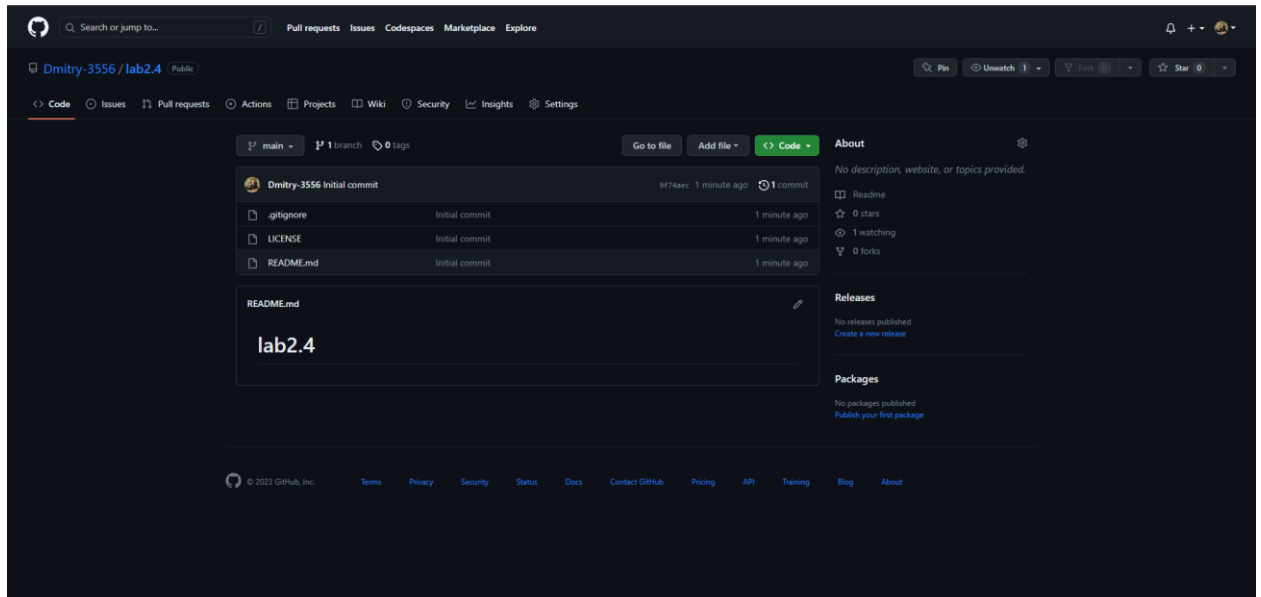 Search or jump to... /
Pull requests Issues Codespaces Marketplace Explore
Dmitry-3556 / lab2.4 Public
Pin Unwatch 1 Fork 0 Star 0
Code Issues Pull requests Actions Projects Wiki Security Insights Settings
main 1 branch 0 tags
Go to file Add file Code
Dmitry-3556 Initial commit 9f74aec 1 minute ago 1 commit
.gitignore Initial commit 1 minute ago
LICENSE Initial commit 1 minute ago
README.md Initial commit 1 minute ago
README.md
lab2.4
About
No description, website, or topics provided.
Readme
0 stars
1 watching
0 forks
Releases
No releases published
Create a new release
Packages
No packages published
Publish your first package
© 2023 GitHub, Inc. Terms Privacy Security Status Docs Contact GitHub Pricing API Training Blog About